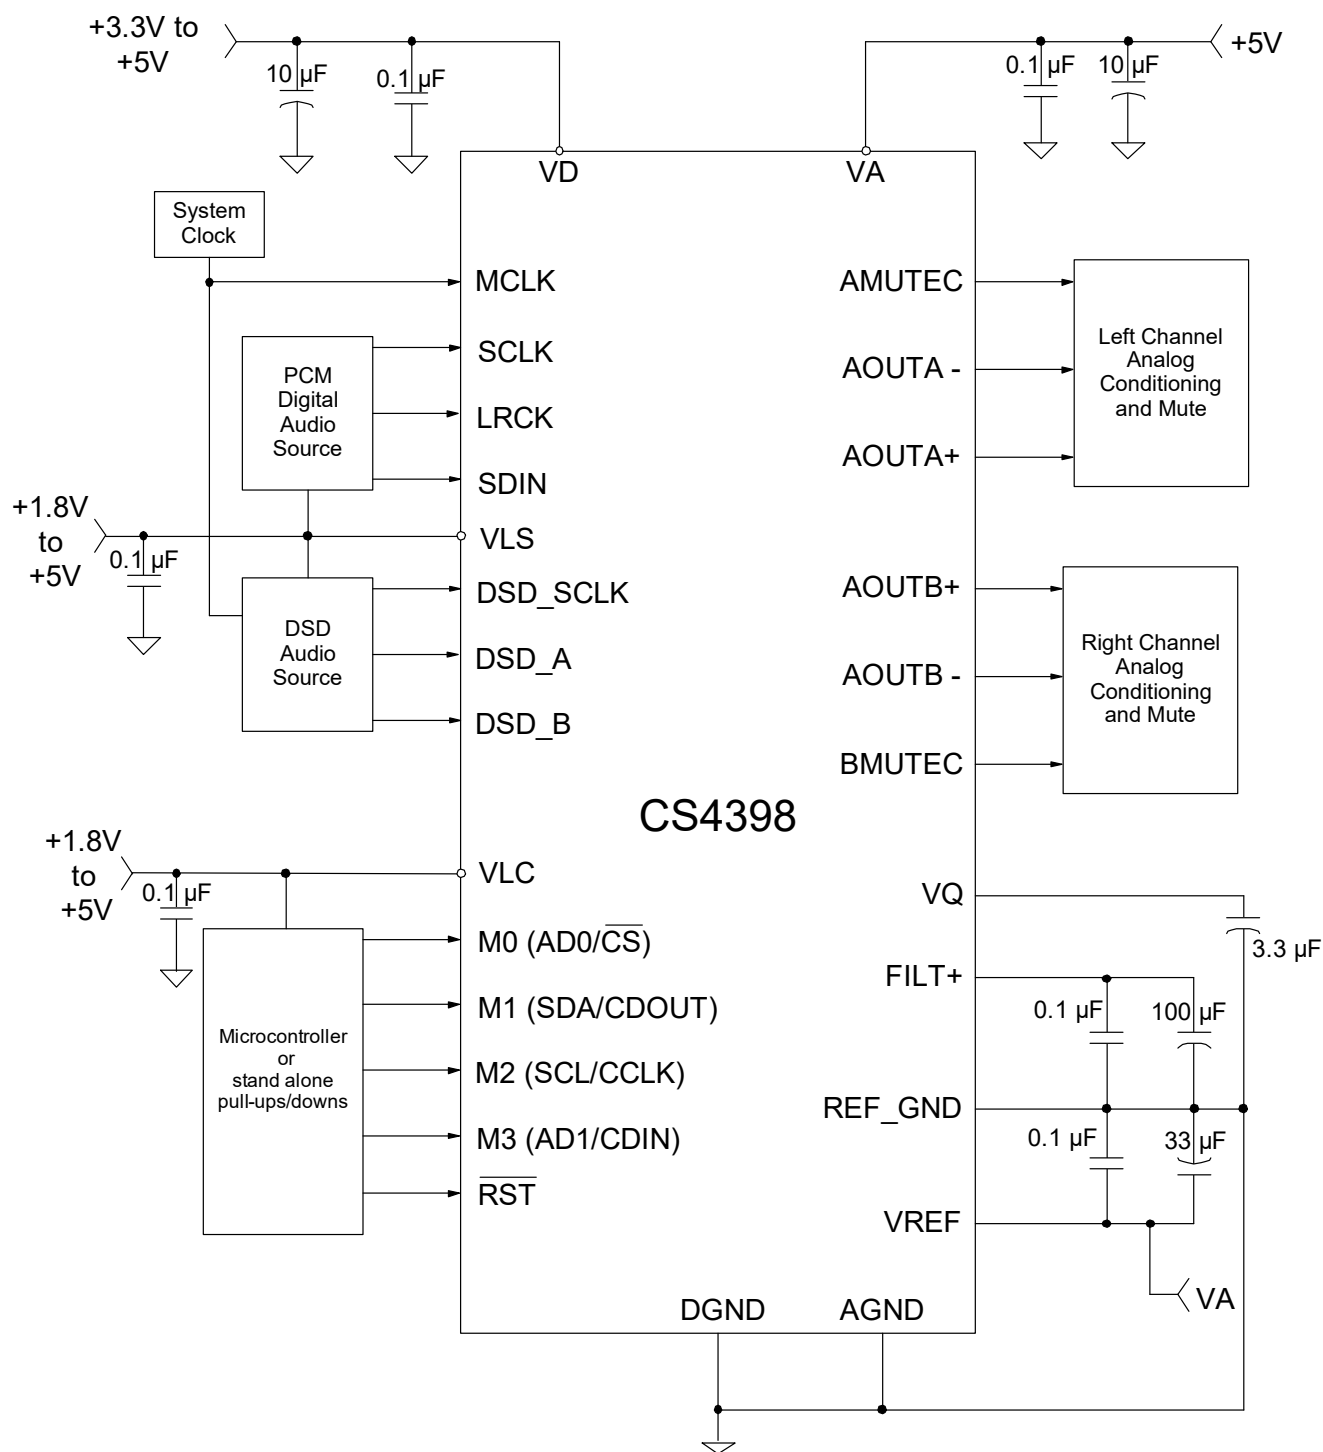 +3.3V to
+5V
10 µF
0.1 µF
0.1 µF
10 µF
+5V
VD
VA
System
Clock
MCLK
SCLK
LRCK
SDIN
VLS
DSD_SCLK
DSD_A
DSD_B
PCM
Digital
Audio
Source
+1.8V
to
+5V
0.1 µF
DSD
Audio
Source
AMUTEC
AOUTA -
AOUTA+
Left Channel
Analog
Conditioning
and Mute
AOUTB+
AOUTB -
BMUTEC
Right Channel
Analog
Conditioning
and Mute
CS4398
+1.8V
to
+5V
0.1 µF
VLC
M0 (AD0/C̅S̅)
M1 (SDA/CDOUT)
M2 (SCL/CCLK)
M3 (AD1/CDIN)
R̅S̅T̅
Microcontroller
or
stand alone
pull-ups/downs
VQ
3.3 µF
FILT+
0.1 µF
100 µF
REF_GND
0.1 µF
33 µF
VREF
VA
DGND
AGND